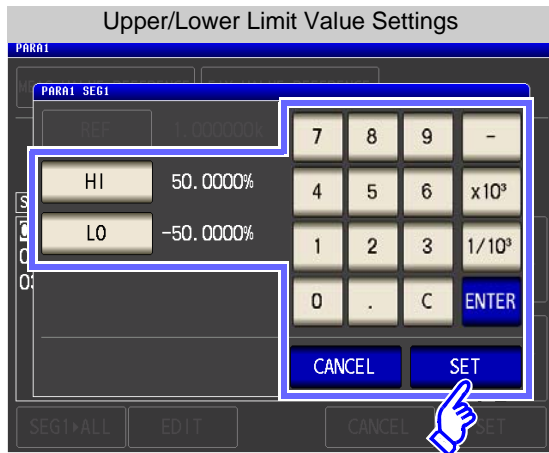 Upper/Lower Limit Value Settings
PARA1
PARA1 SEG1
REF 1.000000k
7 8 9 -
HI 50.0000%
4 5 6 x10³
LO -50.0000%
1 2 3 1/10³
0 . C ENTER
CANCEL SET
SEG1▸ALL EDIT CANCEL SET